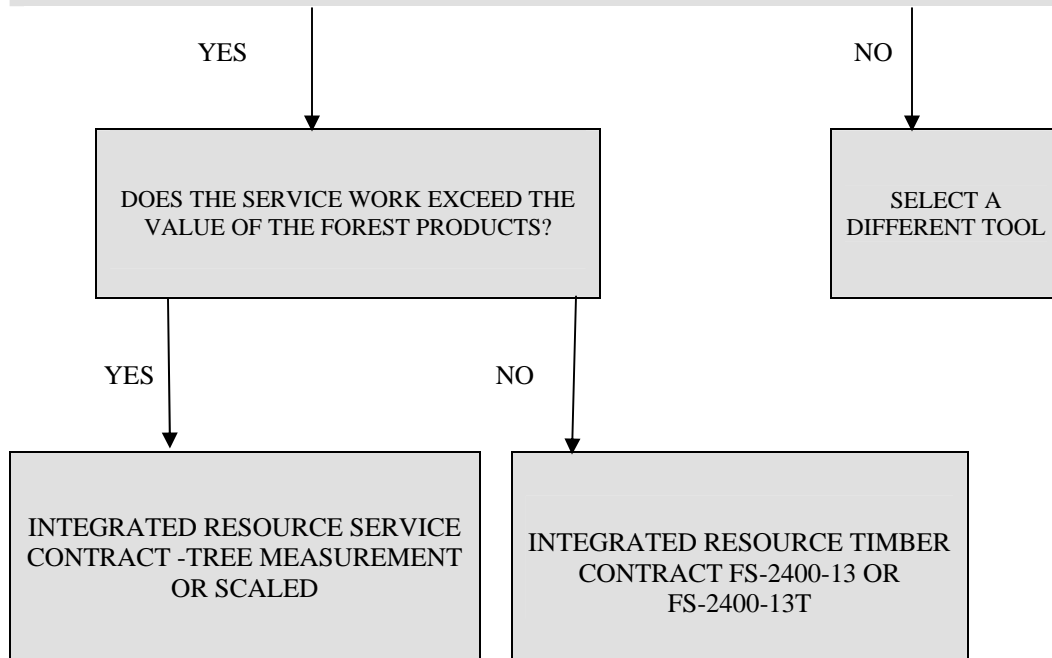 YES
NO
DOES THE SERVICE WORK EXCEED THE
VALUE OF THE FOREST PRODUCTS?
SELECT A
DIFFERENT TOOL
YES
NO
INTEGRATED RESOURCE SERVICE
CONTRACT -TREE MEASUREMENT
OR SCALED
INTEGRATED RESOURCE TIMBER
CONTRACT FS-2400-13 OR
FS-2400-13T